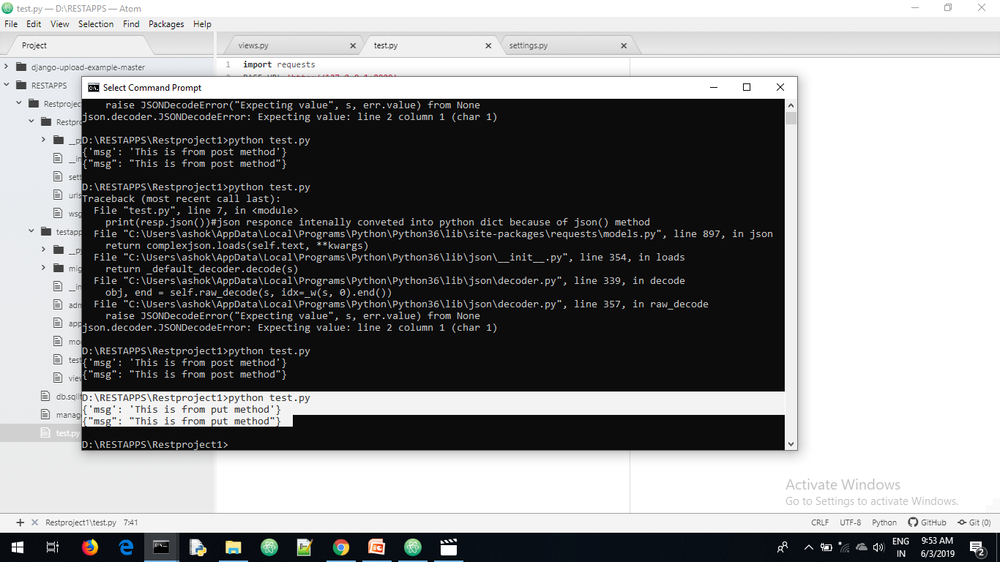 test.py — D:\RESTAPPS — Atom
File Edit View Selection Find Packages Help
Project
views.py
test.py
settings.py
django-upload-example-master
RESTAPPS
1 import requests
Select Command Prompt
raise JSONDecodeError("Expecting value", s, err.value) from None
json.decoder.JSONDecodeError: Expecting value: line 2 column 1 (char 1)
D:\RESTAPPS\Restproject1>python test.py
{'msg': 'This is from post method'}
{"msg": "This is from post method"}
D:\RESTAPPS\Restproject1>python test.py
Traceback (most recent call last):
File "test.py", line 7, in <module>
print(resp.json())#json responce intenally conveted into python dict because of json() method
File "C:\Users\ashok\AppData\Local\Programs\Python\Python36\lib\site-packages\requests\models.py", line 897, in json
return complexjson.loads(self.text, **kwargs)
File "C:\Users\ashok\AppData\Local\Programs\Python\Python36\lib\json\__init__.py", line 354, in loads
return _default_decoder.decode(s)
File "C:\Users\ashok\AppData\Local\Programs\Python\Python36\lib\json\decoder.py", line 339, in decode
obj, end = self.raw_decode(s, idx=_w(s, 0).end())
File "C:\Users\ashok\AppData\Local\Programs\Python\Python36\lib\json\decoder.py", line 357, in raw_decode
raise JSONDecodeError("Expecting value", s, err.value) from None
json.decoder.JSONDecodeError: Expecting value: line 2 column 1 (char 1)
D:\RESTAPPS\Restproject1>python test.py
{'msg': 'This is from post method'}
{"msg": "This is from post method"}
D:\RESTAPPS\Restproject1>python test.py
{'msg': 'This is from put method'}
{"msg": "This is from put method"}
D:\RESTAPPS\Restproject1>
Restprojec
Restpro
__py
__in
sett
urls
wsg
testapp
__py
mig
__in
adm
app
mod
test
view
db.sqlit
manag
test.py
Activate Windows
Go to Settings to activate Windows.
Restproject1\test.py 7:41
CRLF UTF-8 Python GitHub Git (0)
ENG
IN
9:53 AM
6/3/2019
2